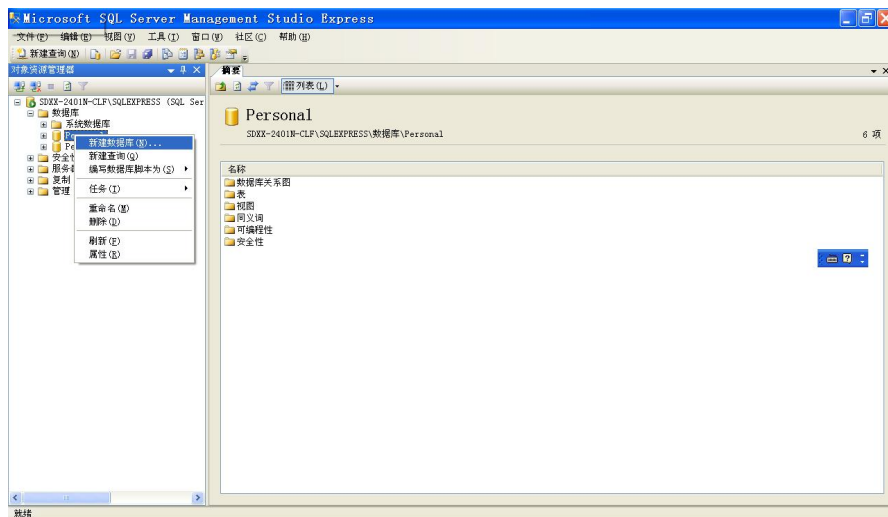 Microsoft SQL Server Management Studio Express
文件(F) 编辑(E) 视图(V) 工具(T) 窗口(W) 社区(C) 帮助(H)
新建查询(N)
对象资源管理器
摘要
列表(L)
SDXX-2401N-CLF\SQLEXPRESS (SQL Ser
数据库
系统数据库
Pe
安全性
服务
复制
管理
新建数据库(N)...
新建查询(Q)
编写数据库脚本为(S)
任务(T)
重命名(M)
删除(D)
刷新(F)
属性(R)
Personal
SDXX-2401N-CLF\SQLEXPRESS\数据库\Personal
6 项
名称
数据库关系图
表
视图
同义词
可编程性
安全性
就绪